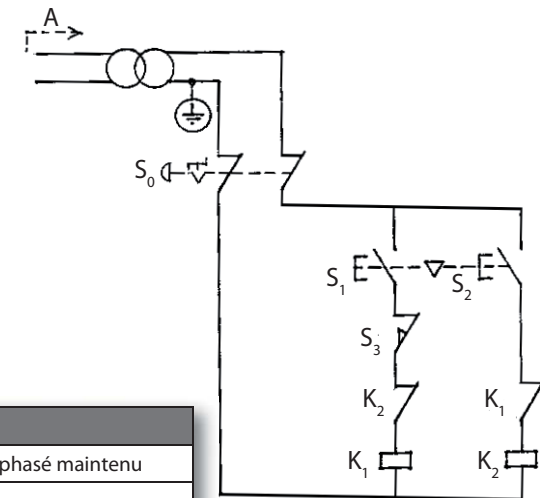 A
S₀
S₁
S₂
S₃
K₂
K₁
K₁
K₂
phasé maintenu